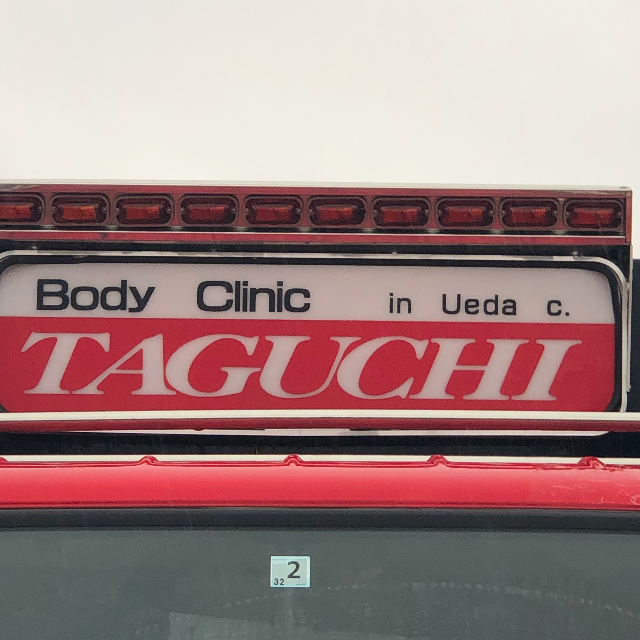 Body Clinic in Ueda c.
TAGUCHI
2
32